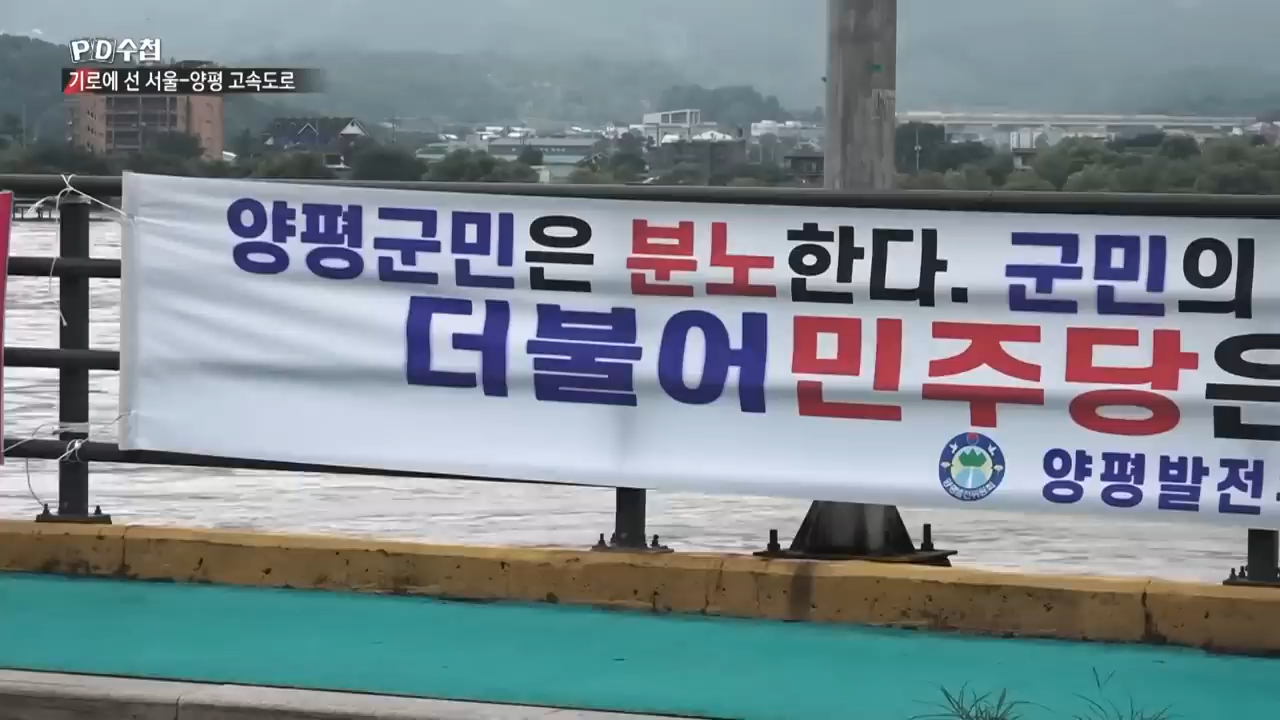 PD수첩
기로에 선 서울-양평 고속도로
양평군민은 분노한다. 군민의
더불어민주당은
양평발전